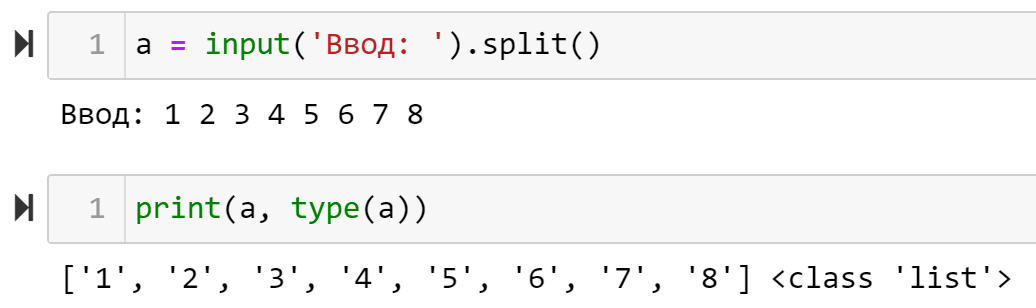 1 a = input('Ввод: ').split()
Ввод: 1 2 3 4 5 6 7 8
1 print(a, type(a))
['1', '2', '3', '4', '5', '6', '7', '8'] <class 'list'>